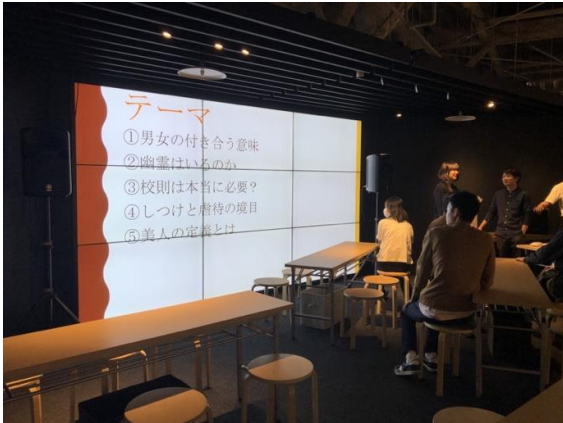 テーマ
①男女の付き合う意味
②幽霊はいるのか
③校則は本当に必要?
④しつけと虐待の境目
⑤美人の定義とは